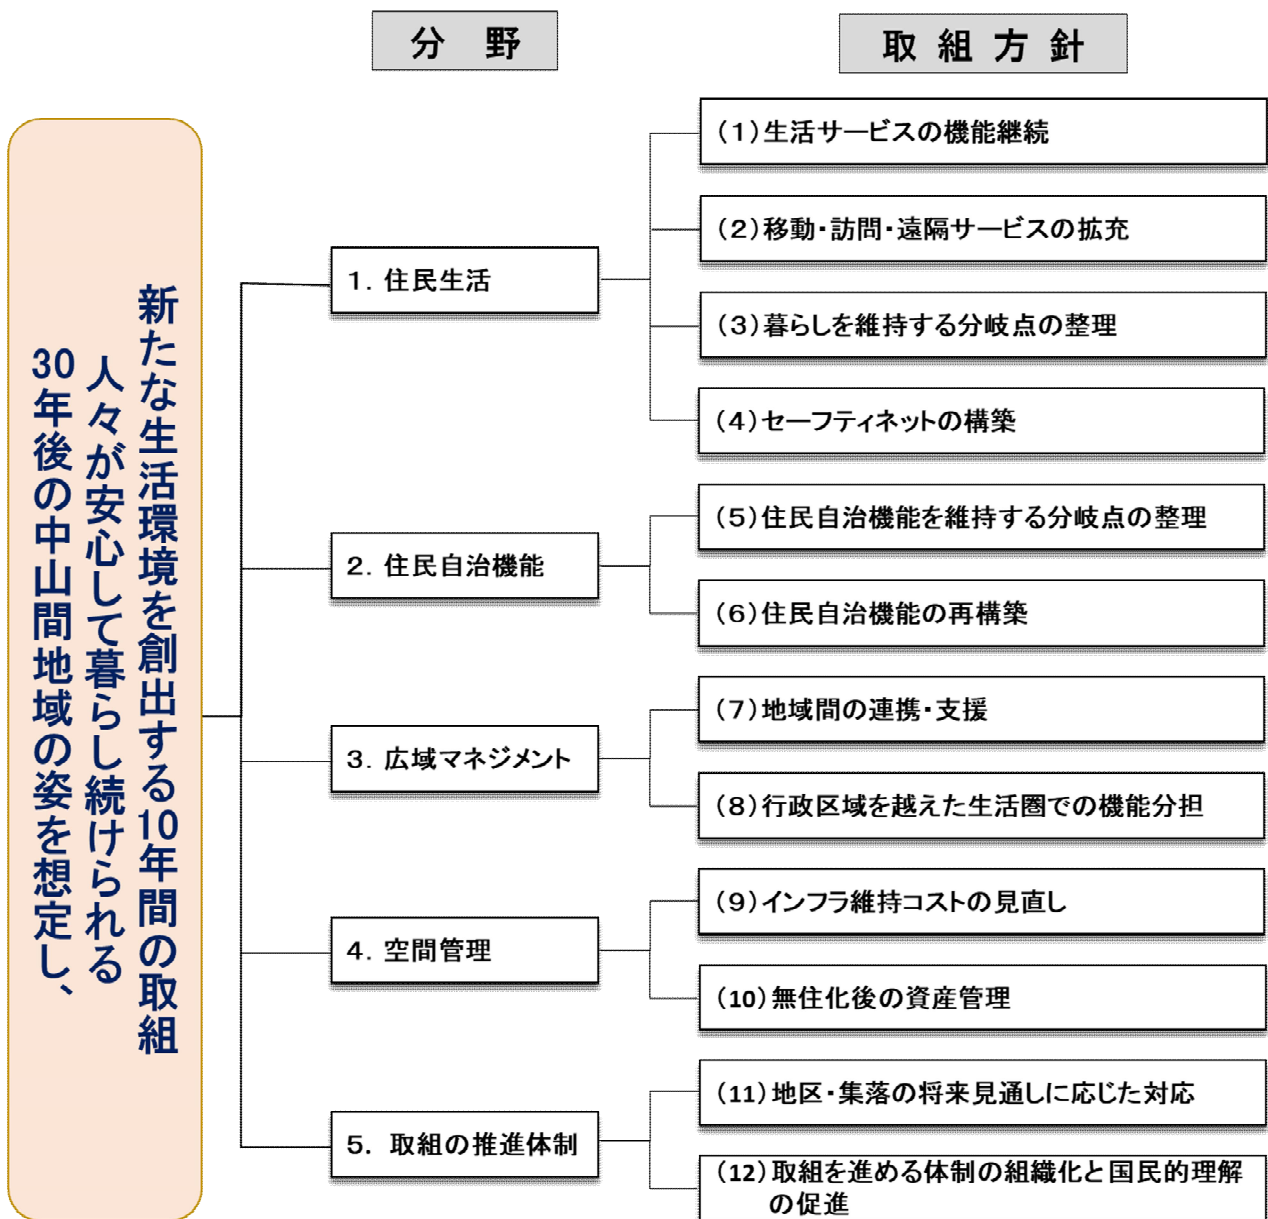 分 野
取 組 方 針
30年後の中山間地域の姿を想定し、
人々が安心して暮らし続けられる
新たな生活環境を創出する10年間の取組
1．住民生活
（1）生活サービスの機能継続
（2）移動・訪問・遠隔サービスの拡充
（3）暮らしを維持する分岐点の整理
（4）セーフティネットの構築
2．住民自治機能
（5）住民自治機能を維持する分岐点の整理
（6）住民自治機能の再構築
3．広域マネジメント
（7）地域間の連携・支援
（8）行政区域を越えた生活圏での機能分担
4．空間管理
（9）インフラ維持コストの見直し
（10）無住化後の資産管理
5．取組の推進体制
（11）地区・集落の将来見通しに応じた対応
（12）取組を進める体制の組織化と国民的理解
の促進